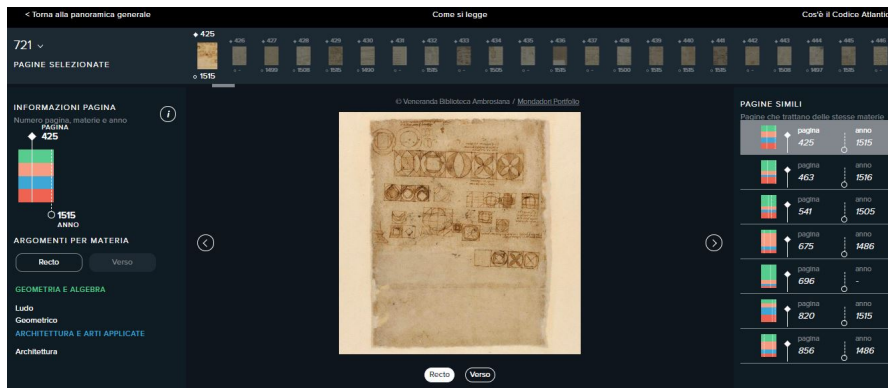 < Torna alla panoramica generale
Come si legge
Cos'è il Codice Atlantic
721
PAGINE SELEZIONATE
425
1515
426 427 428 429 430 431 432 433 434 435 436 437 438 439 440 441 442 443 444 445 446
- 1499 1508 1515 1490 - 1515 1515 1515 - 1515 - 1500 1515 1515 1515 - 1508 1497 1515 -
INFORMAZIONI PAGINA
i
Numero pagina, materie e anno
PAGINA
425
1515
ANNO
ARGOMENTI PER MATERIA
Recto
Verso
GEOMETRIA E ALGEBRA
Ludo
Geometrico
ARCHITETTURA E ARTI APPLICATE
Architettura
© Veneranda Biblioteca Ambrosiana / Mondadori Portfolio
Recto
Verso
PAGINE SIMILI
Pagine che trattano delle stesse materie
pagina anno
425 1515
pagina anno
463 1516
pagina anno
541 1505
pagina anno
675 1486
pagina anno
696 -
pagina anno
820 1515
pagina anno
856 1486